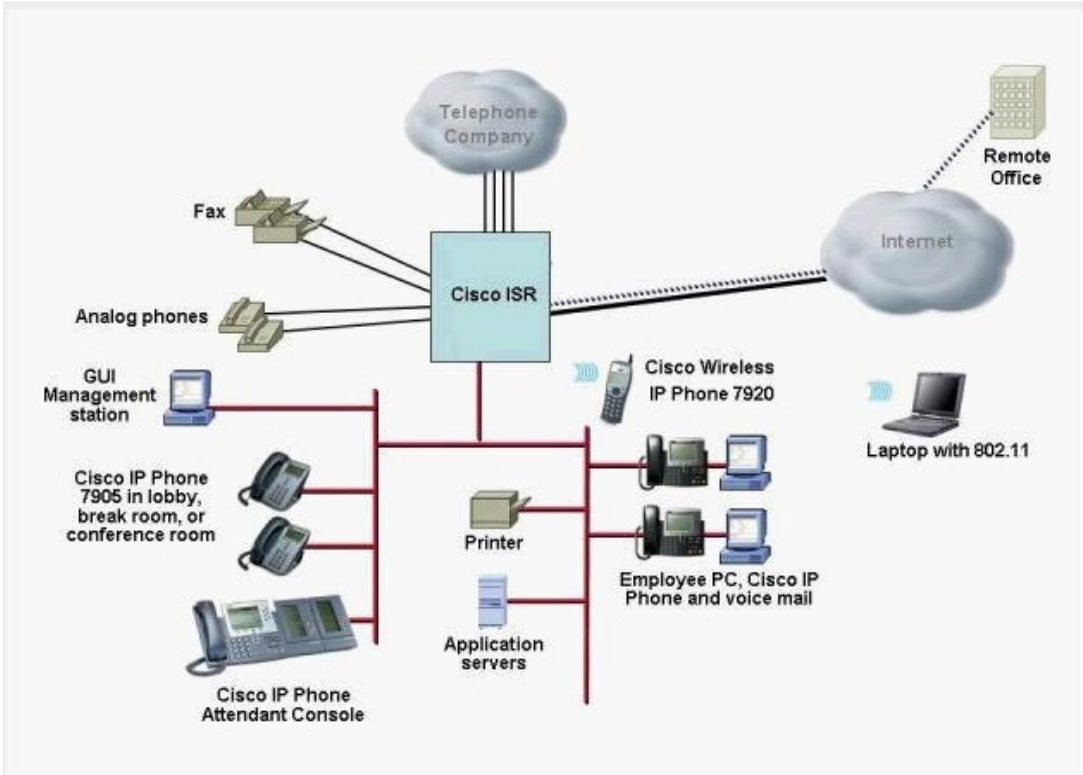 Telephone
Company
Remote
Office
Fax
Internet
Cisco ISR
Analog phones
GUI
Management
station
Cisco Wireless
IP Phone 7920
Laptop with 802.11
Cisco IP Phone
7905 in lobby,
break room, or
conference room
Printer
Employee PC, Cisco IP
Phone and voice mail
Application
servers
Cisco IP Phone
Attendant Console